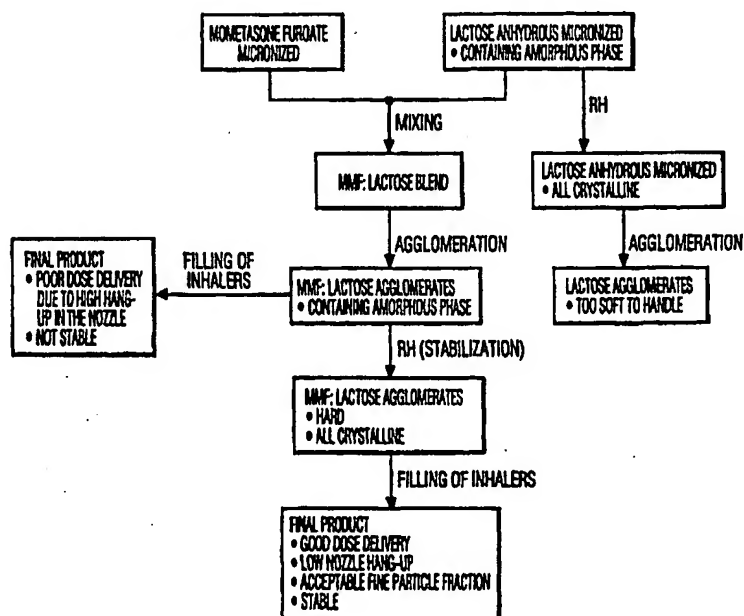 MOMETASONE FUROATE
MICRONIZED
LACTOSE ANHYDROUS MICRONIZED
• CONTAINING AMORPHOUS PHASE
MIXING
RH
MMF: LACTOSE BLEND
LACTOSE ANHYDROUS MICRONIZED
• ALL CRYSTALLINE
AGGLOMERATION
AGGLOMERATION
FINAL PRODUCT
• POOR DOSE DELIVERY
DUE TO HIGH HANG-
UP IN THE NOZZLE
• NOT STABLE
FILLING OF
INHALERS
MMF: LACTOSE AGGLOMERATES
• CONTAINING AMORPHOUS PHASE
LACTOSE AGGLOMERATES
• TOO SOFT TO HANDLE
RH (STABILIZATION)
MMF: LACTOSE AGGLOMERATES
• HARD
• ALL CRYSTALLINE
FILLING OF INHALERS
FINAL PRODUCT
• GOOD DOSE DELIVERY
• LOW NOZZLE HANG-UP
• ACCEPTABLE FINE PARTICLE FRACTION
• STABLE